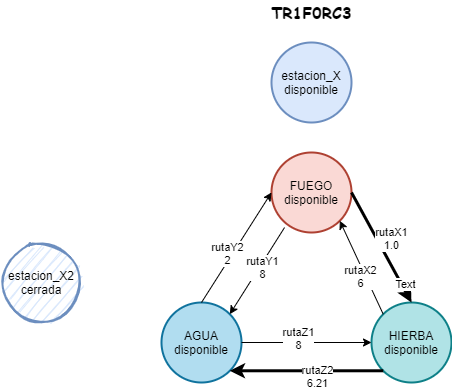 TR1F0RC3
estacion_X
disponible
FUEGO
disponible
rutaX1
1.0
rutaY2
2
rutaY1
8
rutaX2
6
estacion_X2
cerrada
Text
AGUA
disponible
rutaZ1
8
HIERBA
disponible
rutaZ2
6.21